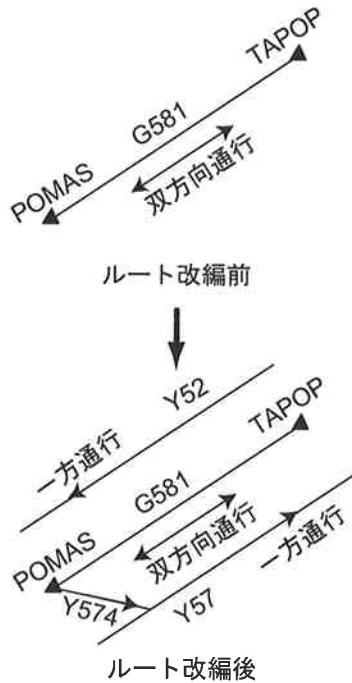 TAPOP
G581
POMAS
双方向通行
ルート改編前
Y52
TAPOP
一方通行
G581
POMAS
双方向通行
一方通行
Y574
Y57
ルート改編後